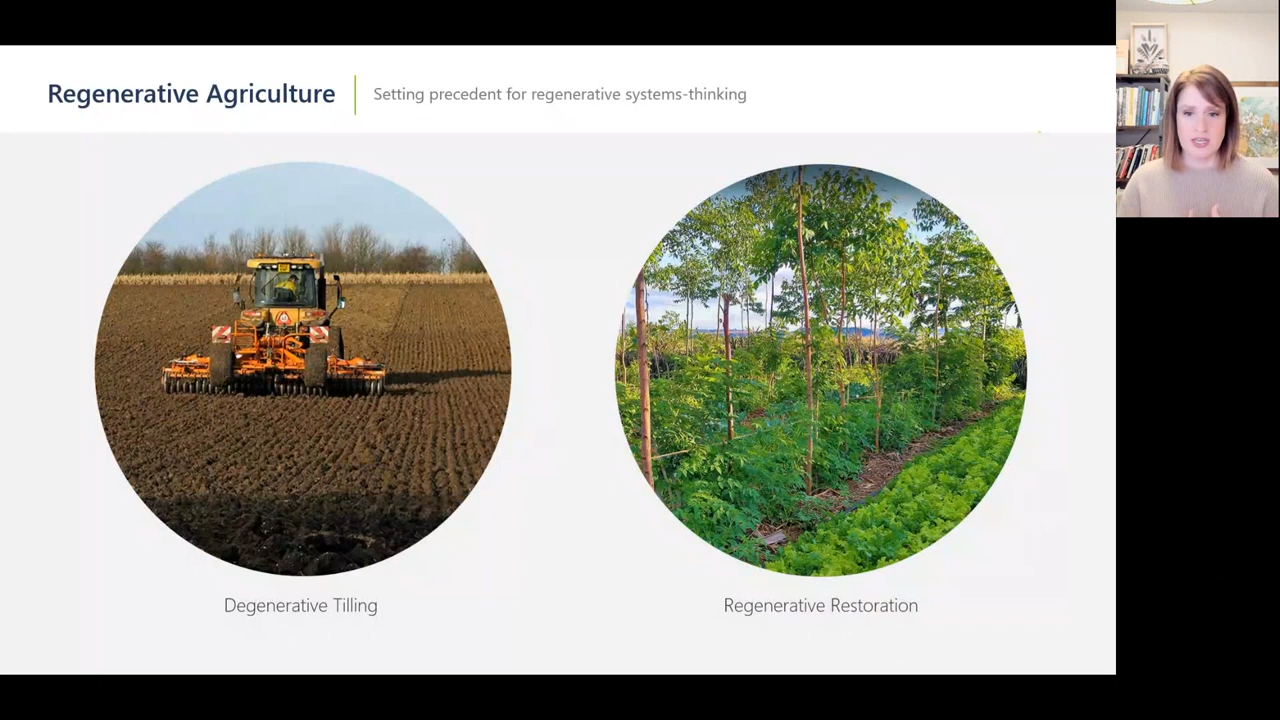 Regenerative Agriculture
Setting precedent for regenerative systems-thinking
Degenerative Tilling
Regenerative Restoration